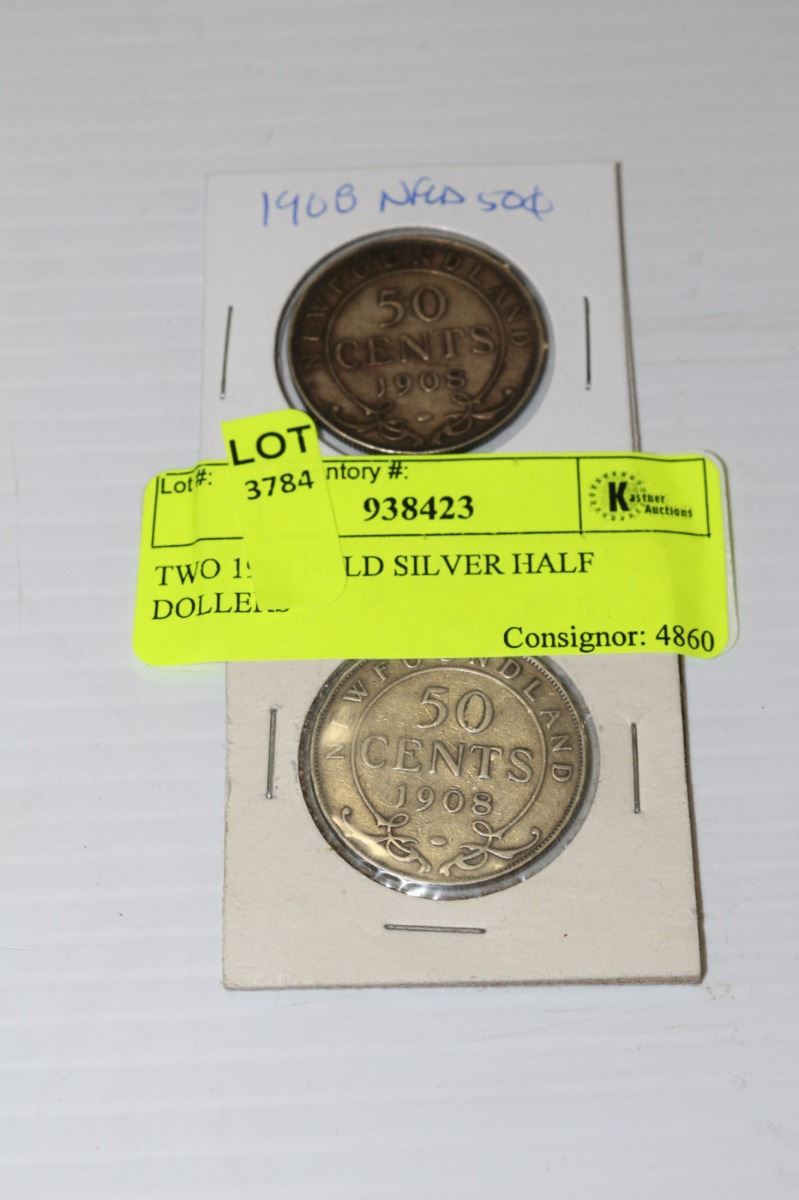 1908 NFLD 50¢
NEWFOUNDLAND
50
CENTS
1908
LOT
3784
Lot#: ntory #:
938423
Kastner
Auctions
TWO 1 LD SILVER HALF
DOLLERS
Consignor: 4860
NEWFOUNDLAND
50
CENTS
1908